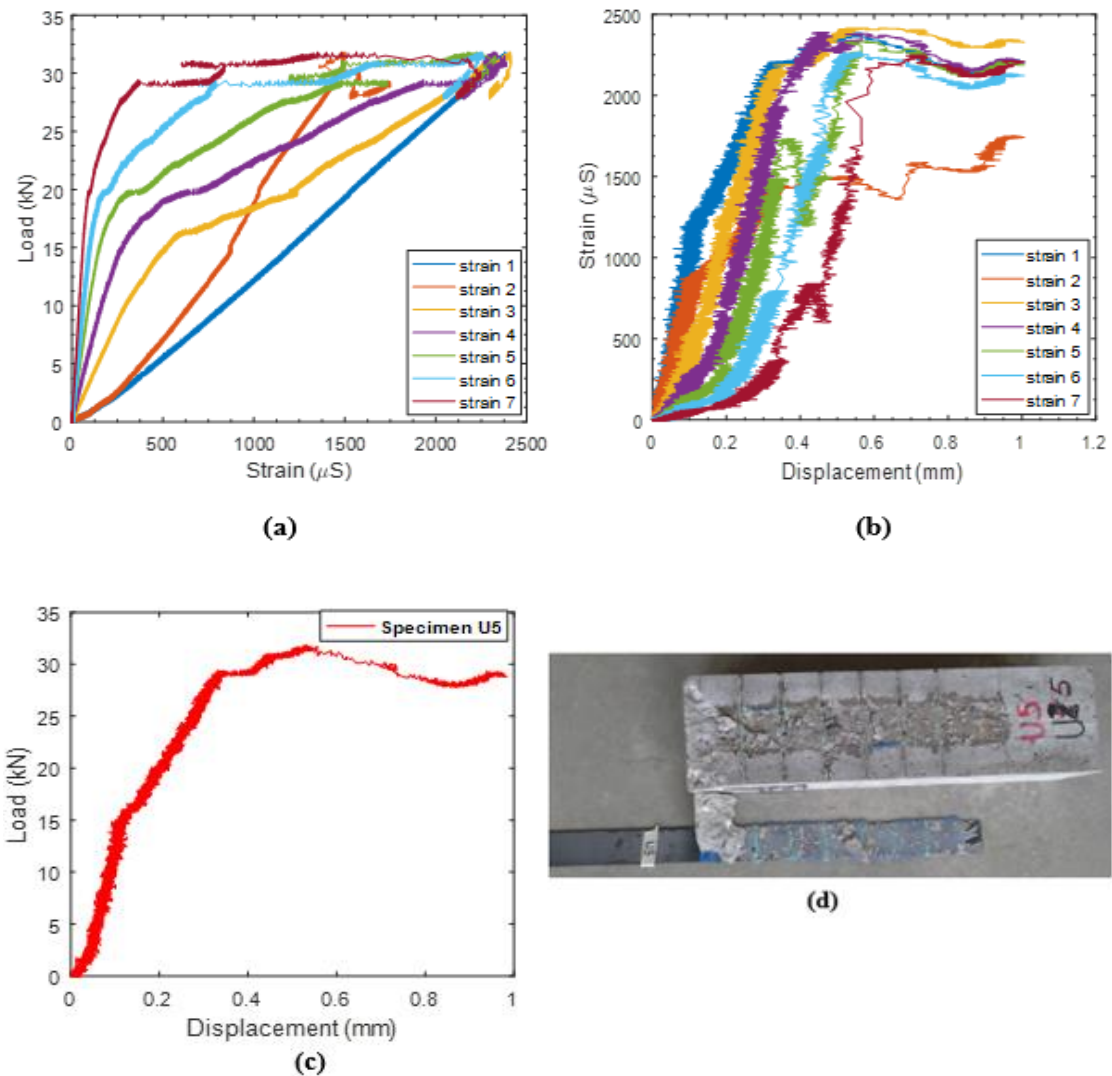 35
30
25
20
15
10
5
0
Load (kN)
0 500 1000 1500 2000 2500
Strain (μS)
strain 1
strain 2
strain 3
strain 4
strain 5
strain 6
strain 7
(a)
2500
2000
1500
1000
500
0
Strain (μS)
0 0.2 0.4 0.6 0.8 1 1.2
Displacement (mm)
strain 1
strain 2
strain 3
strain 4
strain 5
strain 6
strain 7
(b)
35
30
25
20
15
10
5
0
Load (kN)
0 0.2 0.4 0.6 0.8 1
Displacement (mm)
Specimen U5
(c)
U5
U5
(d)